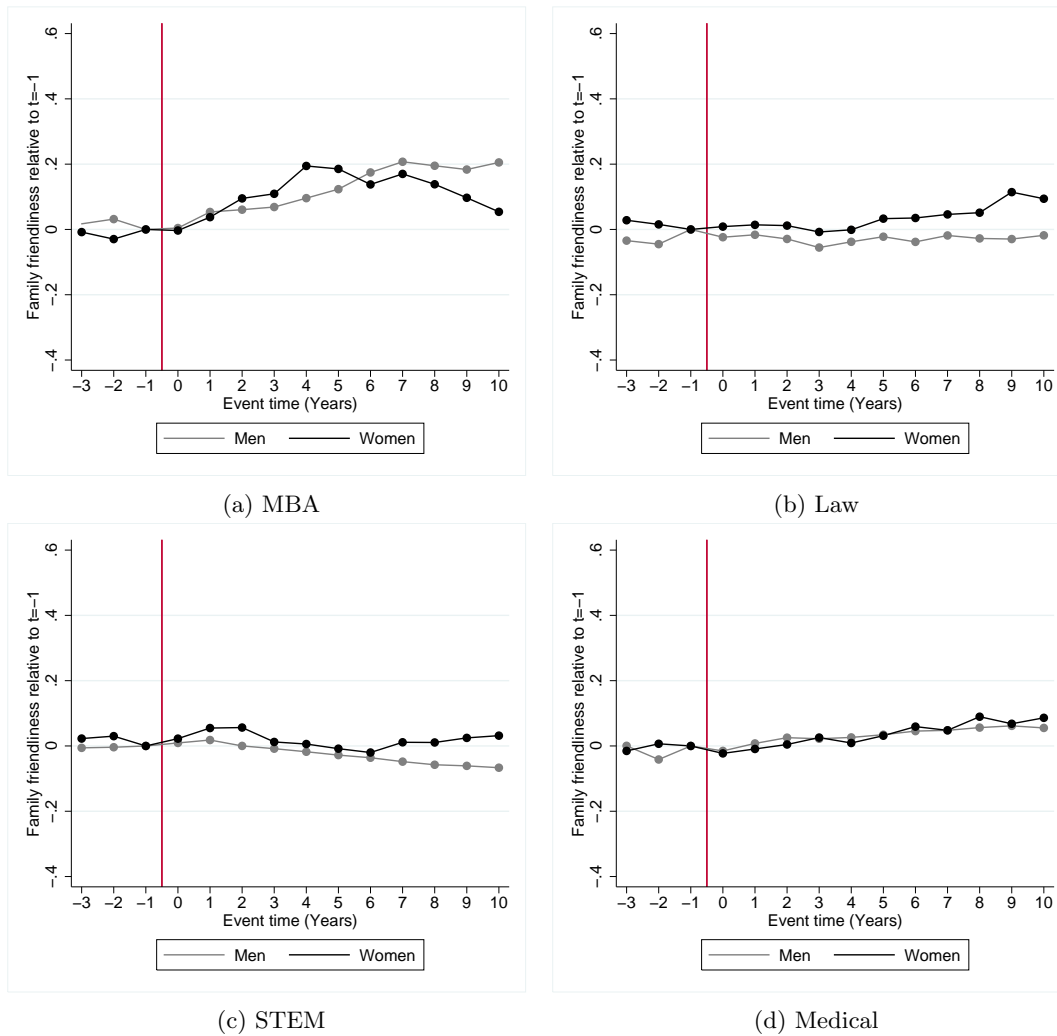 Family friendliness relative to t=−1
.6
.4
.2
0
−.2
−.4
−3 −2 −1 0 1 2 3 4 5 6 7 8 9 10
Event time (Years)
Men Women
(a) MBA
Family friendliness relative to t=−1
.6
.4
.2
0
−.2
−.4
−3 −2 −1 0 1 2 3 4 5 6 7 8 9 10
Event time (Years)
Men Women
(b) Law
Family friendliness relative to t=−1
.6
.4
.2
0
−.2
−.4
−3 −2 −1 0 1 2 3 4 5 6 7 8 9 10
Event time (Years)
Men Women
(c) STEM
Family friendliness relative to t=−1
.6
.4
.2
0
−.2
−.4
−3 −2 −1 0 1 2 3 4 5 6 7 8 9 10
Event time (Years)
Men Women
(d) Medical